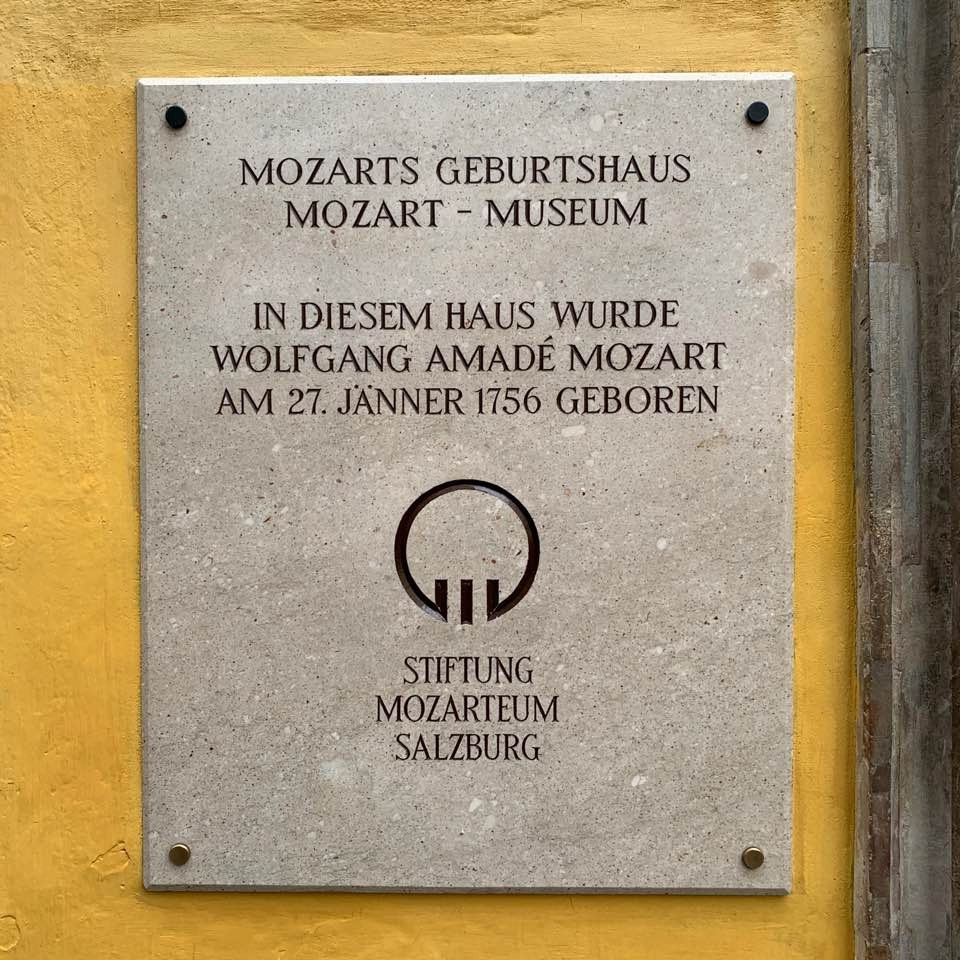 MOZARTS GEBURTSHAUS
MOZART - MUSEUM
IN DIESEM HAUS WURDE
WOLFGANG AMADÉ MOZART
AM 27. JÄNNER 1756 GEBOREN
STIFTUNG
MOZARTEUM
SALZBURG